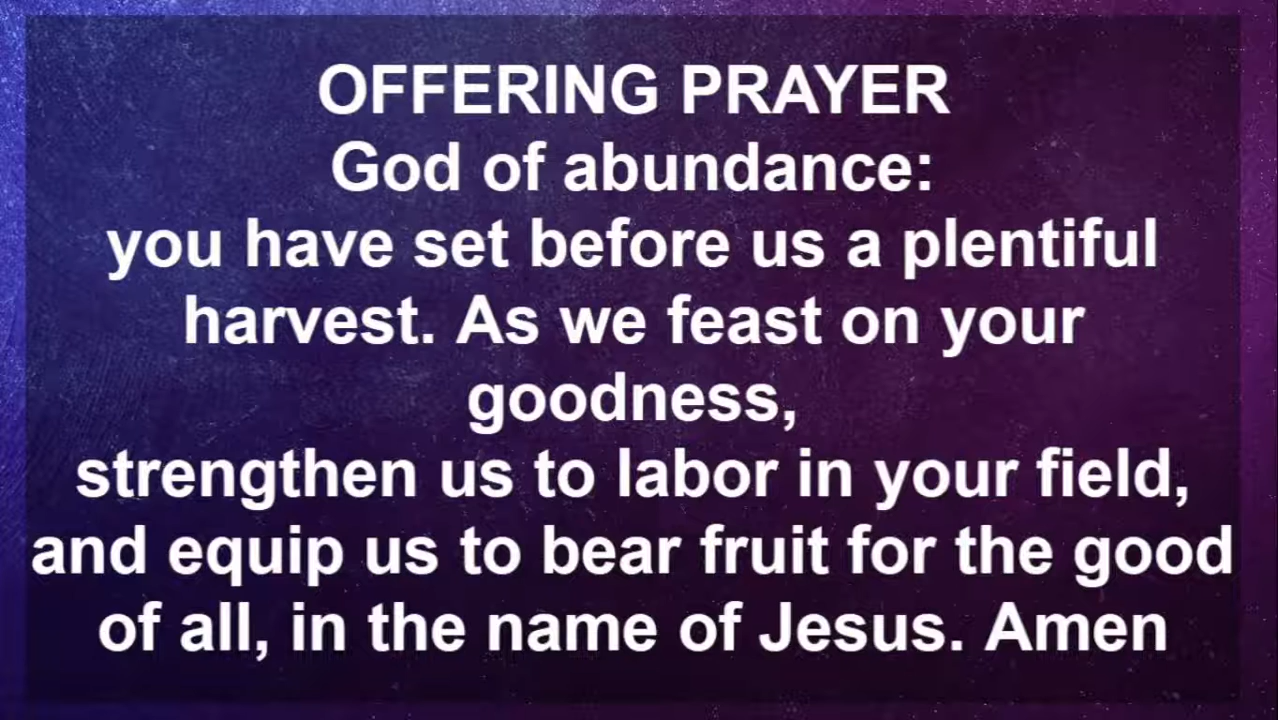 OFFERING PRAYER
God of abundance:
you have set before us a plentiful
harvest. As we feast on your
goodness,
strengthen us to labor in your field,
and equip us to bear fruit for the good
of all, in the name of Jesus. Amen